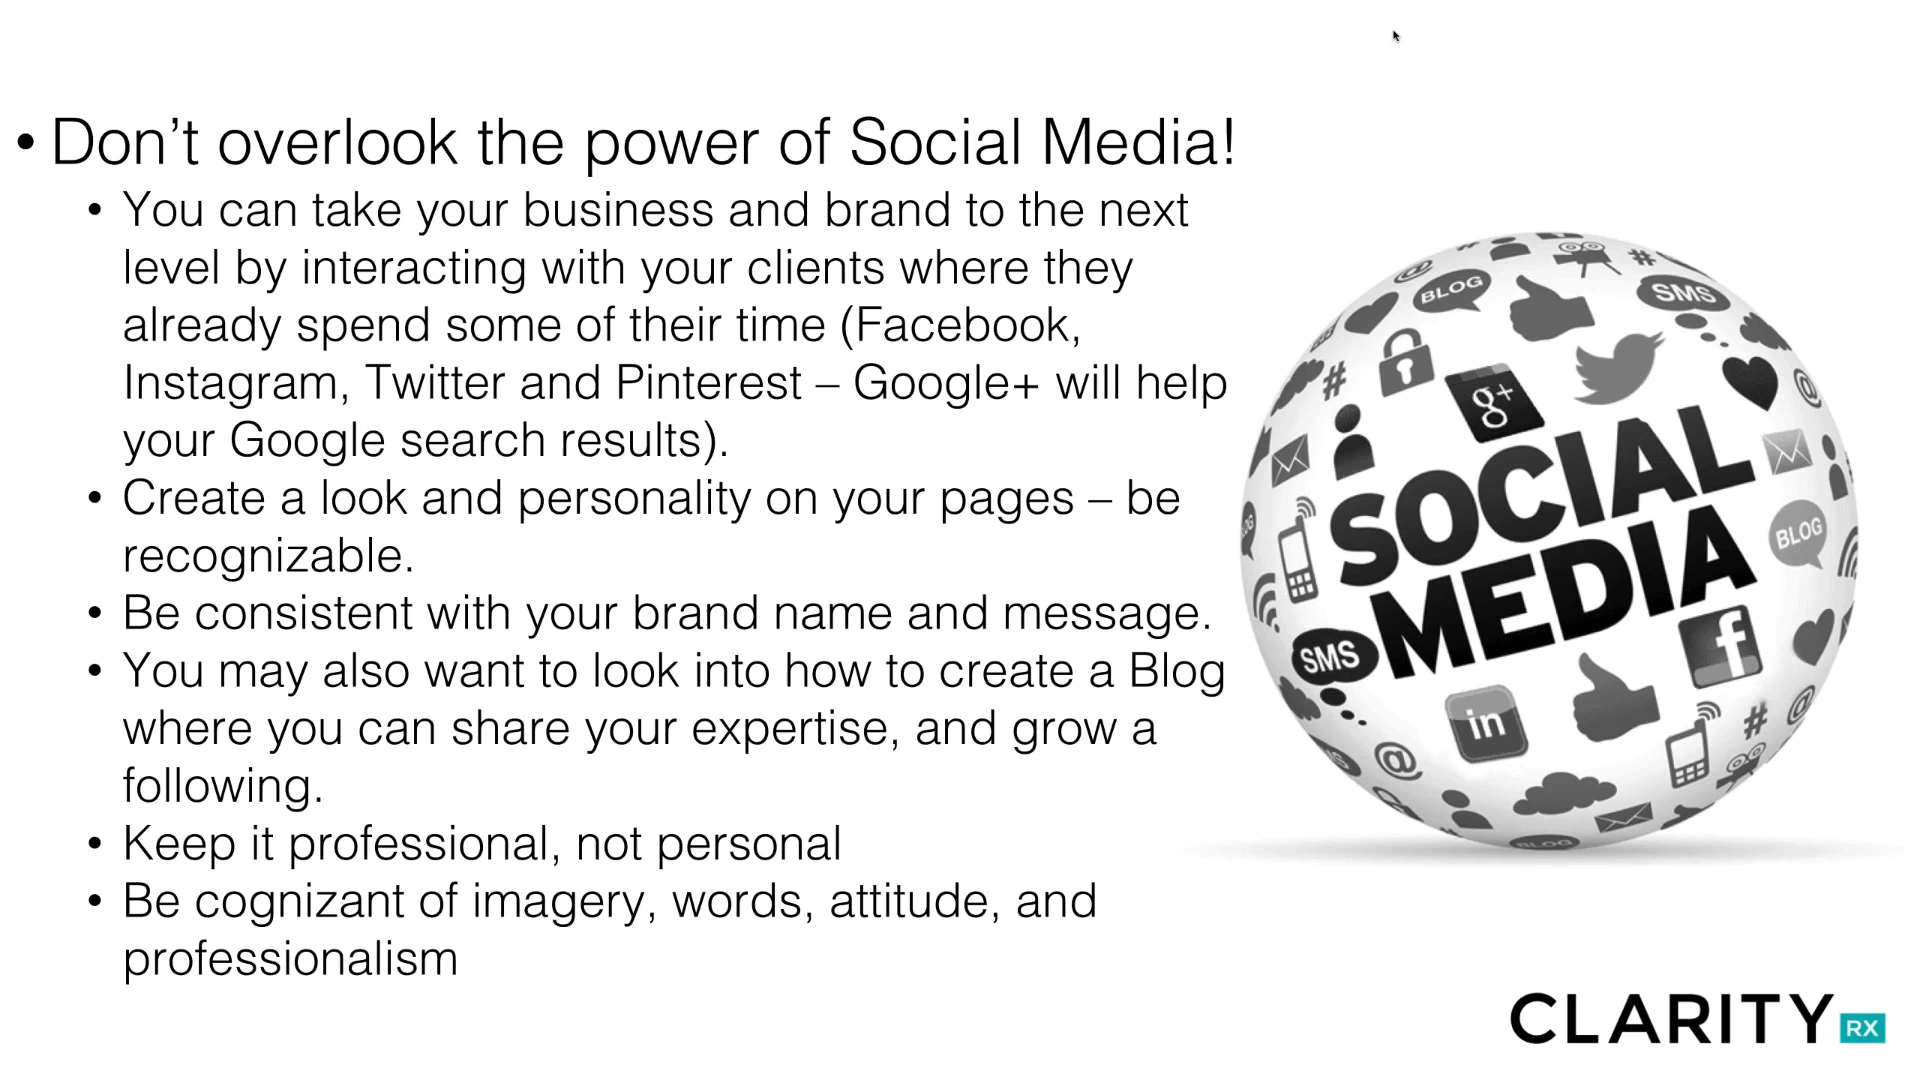 • Don’t overlook the power of Social Media!
• You can take your business and brand to the next
level by interacting with your clients where they
already spend some of their time (Facebook,
Instagram, Twitter and Pinterest – Google+ will help
your Google search results).
• Create a look and personality on your pages – be
recognizable.
• Be consistent with your brand name and message.
• You may also want to look into how to create a Blog
where you can share your expertise, and grow a
following.
• Keep it professional, not personal
• Be cognizant of imagery, words, attitude, and
professionalism
BLOG
SMS
#
#
@
g+
@
SOCIAL
MEDIA
BLOG
SMS
f
in
@
#
@
BLOG
CLARITY RX